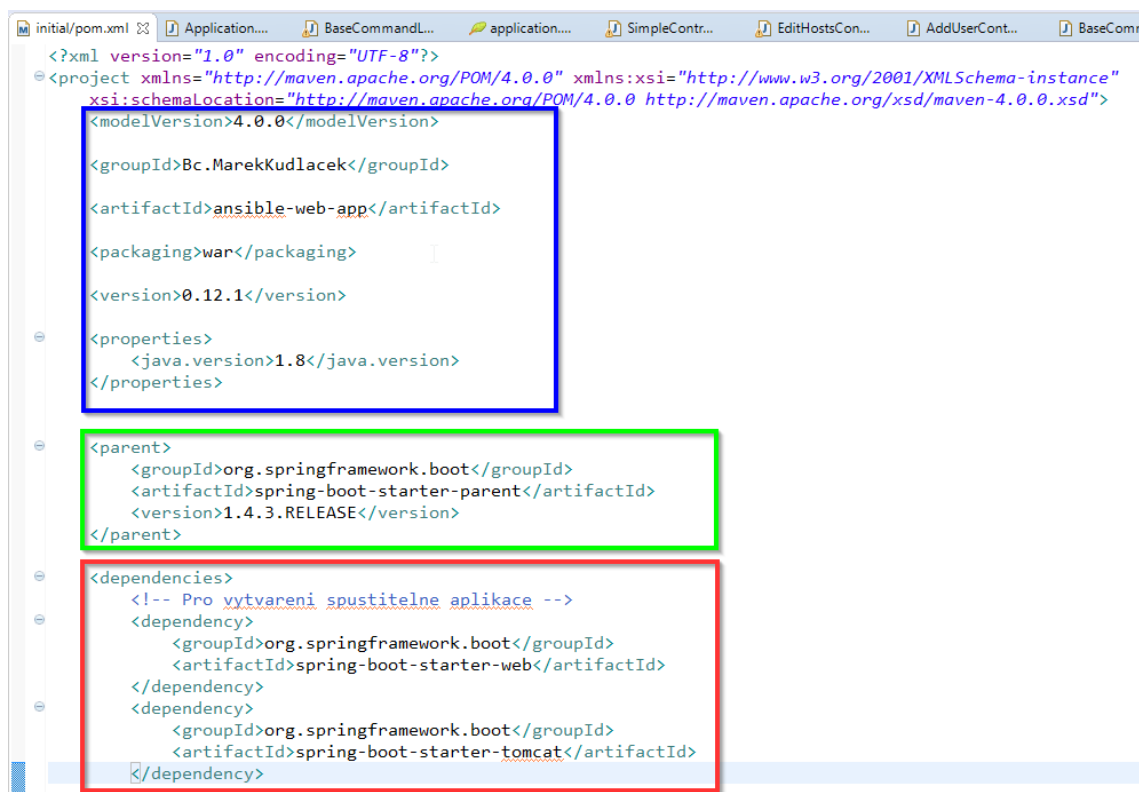 initial/pom.xml Application.... BaseCommandL... application.... SimpleContr... EditHostsCon... AddUserCont... BaseComm
<?xml version="1.0" encoding="UTF-8"?>
<project xmlns="http://maven.apache.org/POM/4.0.0" xmlns:xsi="http://www.w3.org/2001/XMLSchema-instance"
xsi:schemaLocation="http://maven.apache.org/POM/4.0.0 http://maven.apache.org/xsd/maven-4.0.0.xsd">
<modelVersion>4.0.0</modelVersion>
<groupId>Bc.MarekKudlacek</groupId>
<artifactId>ansible-web-app</artifactId>
<packaging>war</packaging>
<version>0.12.1</version>
<properties>
<java.version>1.8</java.version>
</properties>
<parent>
<groupId>org.springframework.boot</groupId>
<artifactId>spring-boot-starter-parent</artifactId>
<version>1.4.3.RELEASE</version>
</parent>
<dependencies>
<!-- Pro vytvareni spustitelne aplikace -->
<dependency>
<groupId>org.springframework.boot</groupId>
<artifactId>spring-boot-starter-web</artifactId>
</dependency>
<dependency>
<groupId>org.springframework.boot</groupId>
<artifactId>spring-boot-starter-tomcat</artifactId>
</dependency>